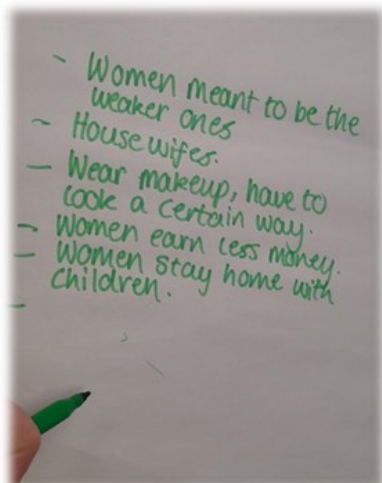 - Women meant to be the
weaker ones
- House wifes.
- Wear makeup, have to
look a certain way.
- Women earn less money.
- Women stay home with
children.
-